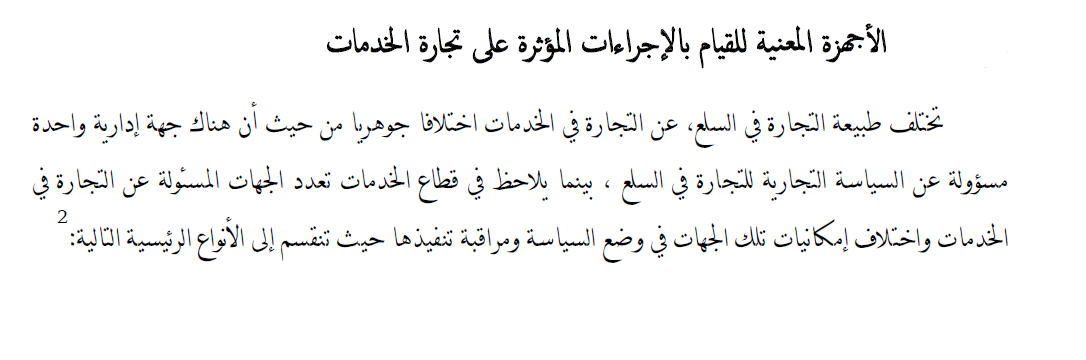 الأجهزة المعنية للقيام بالإجراءات المؤثرة على تجارة الخدمات
تختلف طبيعة التجارة في السلع، عن التجارة في الخدمات اختلافا جوهريا من حيث أن هناك جهة إدارية واحدة
مسؤولة عن السياسة التجارية للتجارة في السلع ، بينما يلاحظ في قطاع الخدمات تعدد الجهات المسئولة عن التجارة في
الخدمات واختلاف إمكانيات تلك الجهات في وضع السياسة ومراقبة تنفيذها حيث تنقسم إلى الأنواع الرئيسية التالية:2